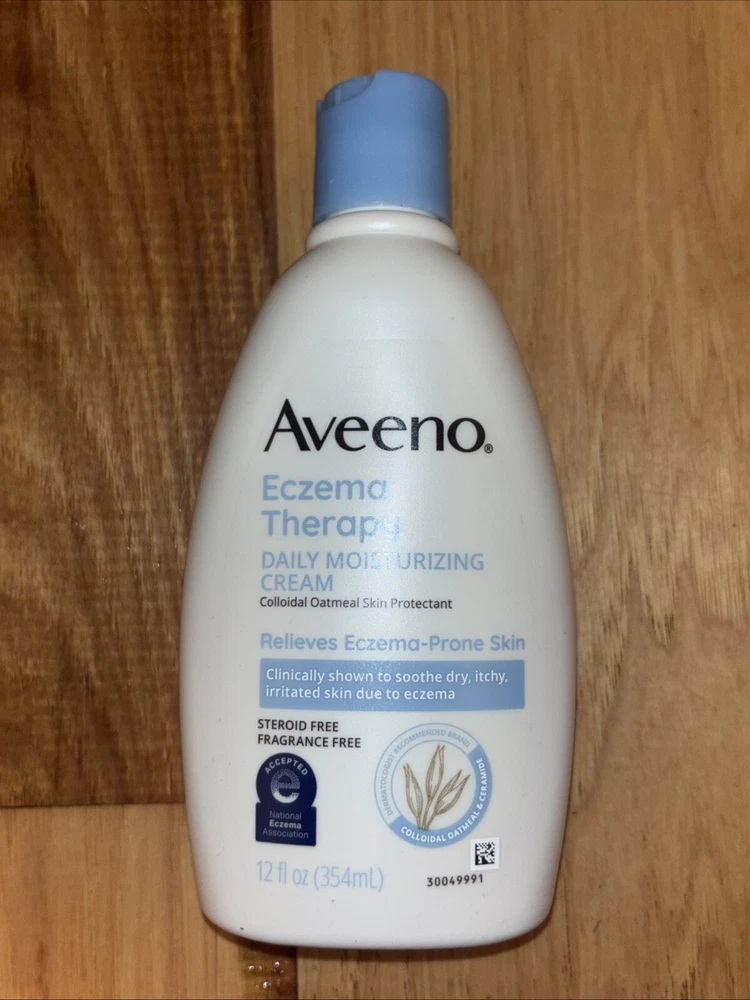 Aveeno®
Eczema
Therapy
DAILY MOISTURIZING
CREAM
Colloidal Oatmeal Skin Protectant
Relieves Eczema-Prone Skin
Clinically shown to soothe dry, itchy,
irritated skin due to eczema
STEROID FREE
FRAGRANCE FREE
ACCEPTED
e
National
Eczema
Association
DERMATOLOGIST RECOMMENDED BRAND
COLLOIDAL OATMEAL & CERAMIDE
12 fl oz (354mL)
30049991